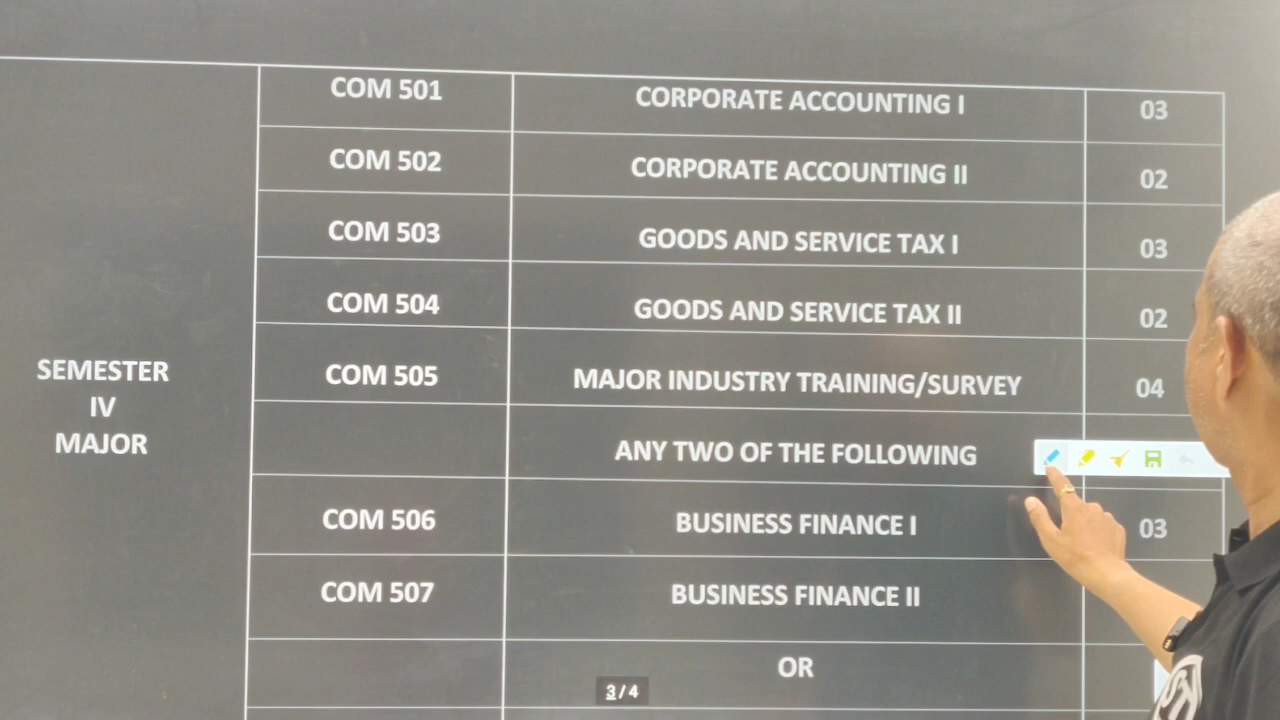 COM 501 CORPORATE ACCOUNTING I 03
COM 502 CORPORATE ACCOUNTING II 02
COM 503 GOODS AND SERVICE TAX I 03
COM 504 GOODS AND SERVICE TAX II 02
SEMESTER
IV
MAJOR
COM 505 MAJOR INDUSTRY TRAINING/SURVEY 04
ANY TWO OF THE FOLLOWING
COM 506 BUSINESS FINANCE I 03
COM 507 BUSINESS FINANCE II
OR
3 / 4